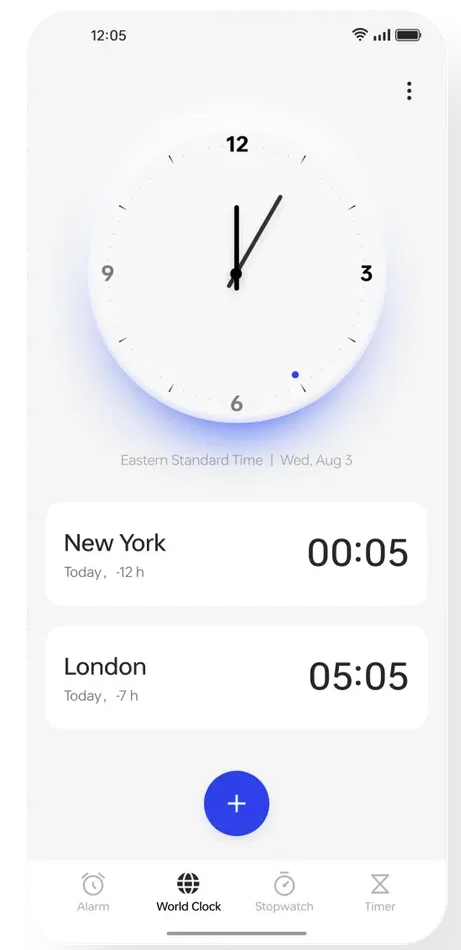 12:05
12
9
3
6
Eastern Standard Time | Wed, Aug 3
New York
00:05
Today, -12 h
London
05:05
Today, -7 h
+
Alarm
World Clock
Stopwatch
Timer